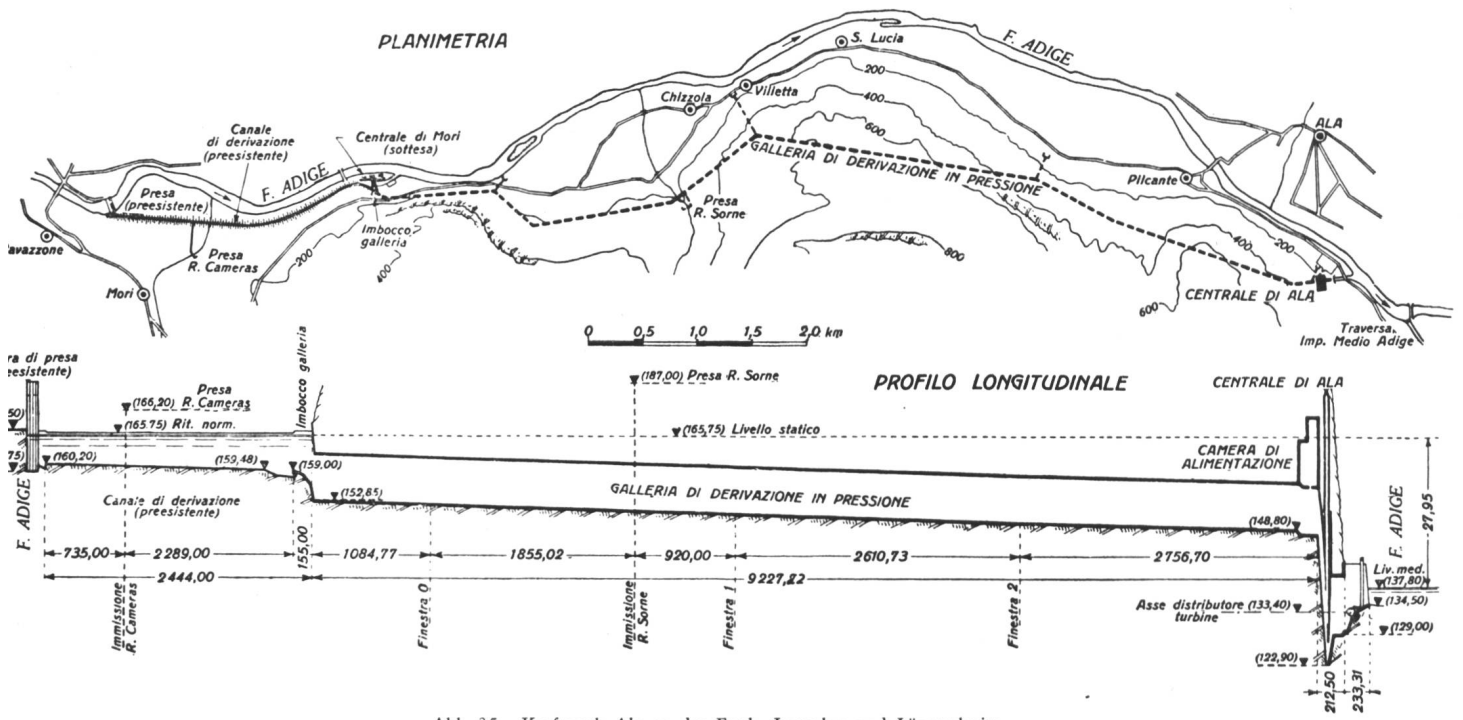 PLANIMETRIA
F. ADIGE
S. Lucia
200
400
600
Chizzola
Villetta
Canale
di derivazione
(preesistente)
Centrale di Mori
(sottesa)
F. ADIGE
Presa
(preesistente)
GALLERIA DI DERIVAZIONE IN PRESSIONE
ALA
Pilcante
Presa
R. Sorne
Imbocco
galleria
Presa
R. Cameras
avazzone
Mori
200
400
800
400
200
600
CENTRALE DI ALA
Traversa
Imp. Medio Adige
0 0,5 1,0 1,5 2,0 km
ra di presa
eesistente)
Imbocco galleria
PROFILO LONGITUDINALE
CENTRALE DI ALA
Presa
R. Cameras
(166,20)
(187,00) Presa R. Sorne
50)
(165,75) Rit. norm.
(165,75) Livello statico
75)
(160,20)
(159,48)
(159,00)
CAMERA DI
ALIMENTAZIONE
Canale di derivazione
(preesistente)
(152,85)
GALLERIA DI DERIVAZIONE IN PRESSIONE
(148,80)
27,95
F. ADIGE
F. ADIGE
735,00
2289,00
155,00
1084,77
1855,02
920,00
2610,73
2756,70
2444,00
9227,22
Liv. med.
(137,80)
(134,50)
(129,00)
Asse distributore (133,40)
turbine
(122,90)
Immissione
R. Cameras
Finestra 0
Immissione
R. Sorne
Finestra 1
Finestra 2
212,50
233,31